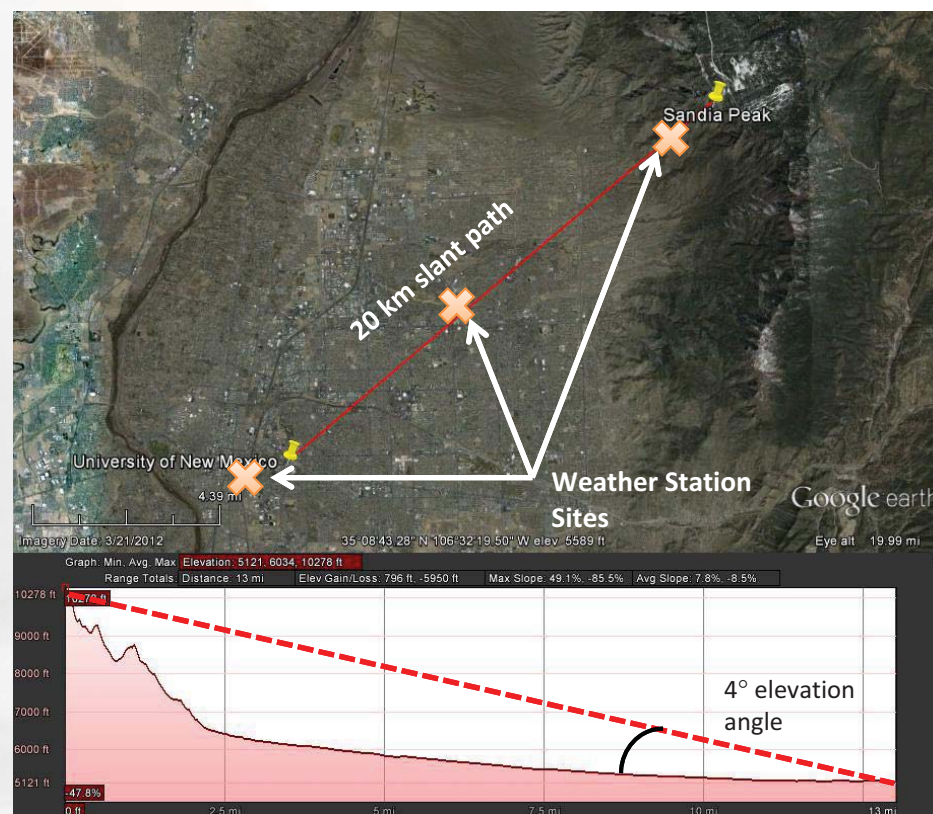 Sandia Peak
20 km slant path
University of New Mexico
4.39 mi
Weather Station
Sites
Google earth
Imagery Date: 3/21/2012
35°08'43.28" N 106°32'19.50" W elev 5589 ft
Eye alt 19.99 mi
Graph: Min, Avg, Max Elevation: 5121, 6034, 10278 ft
Range Totals: Distance: 13 mi Elev Gain/Loss: 796 ft, -5950 ft Max Slope: 49.1%, -85.5% Avg Slope: 7.8%, -8.5%
10278 ft
10278 ft
9000 ft
8000 ft
7000 ft
6000 ft
5121 ft
4° elevation
angle
-47.8%
0 ft
2.5 mi
5 mi
7.5 mi
10 mi
13 mi